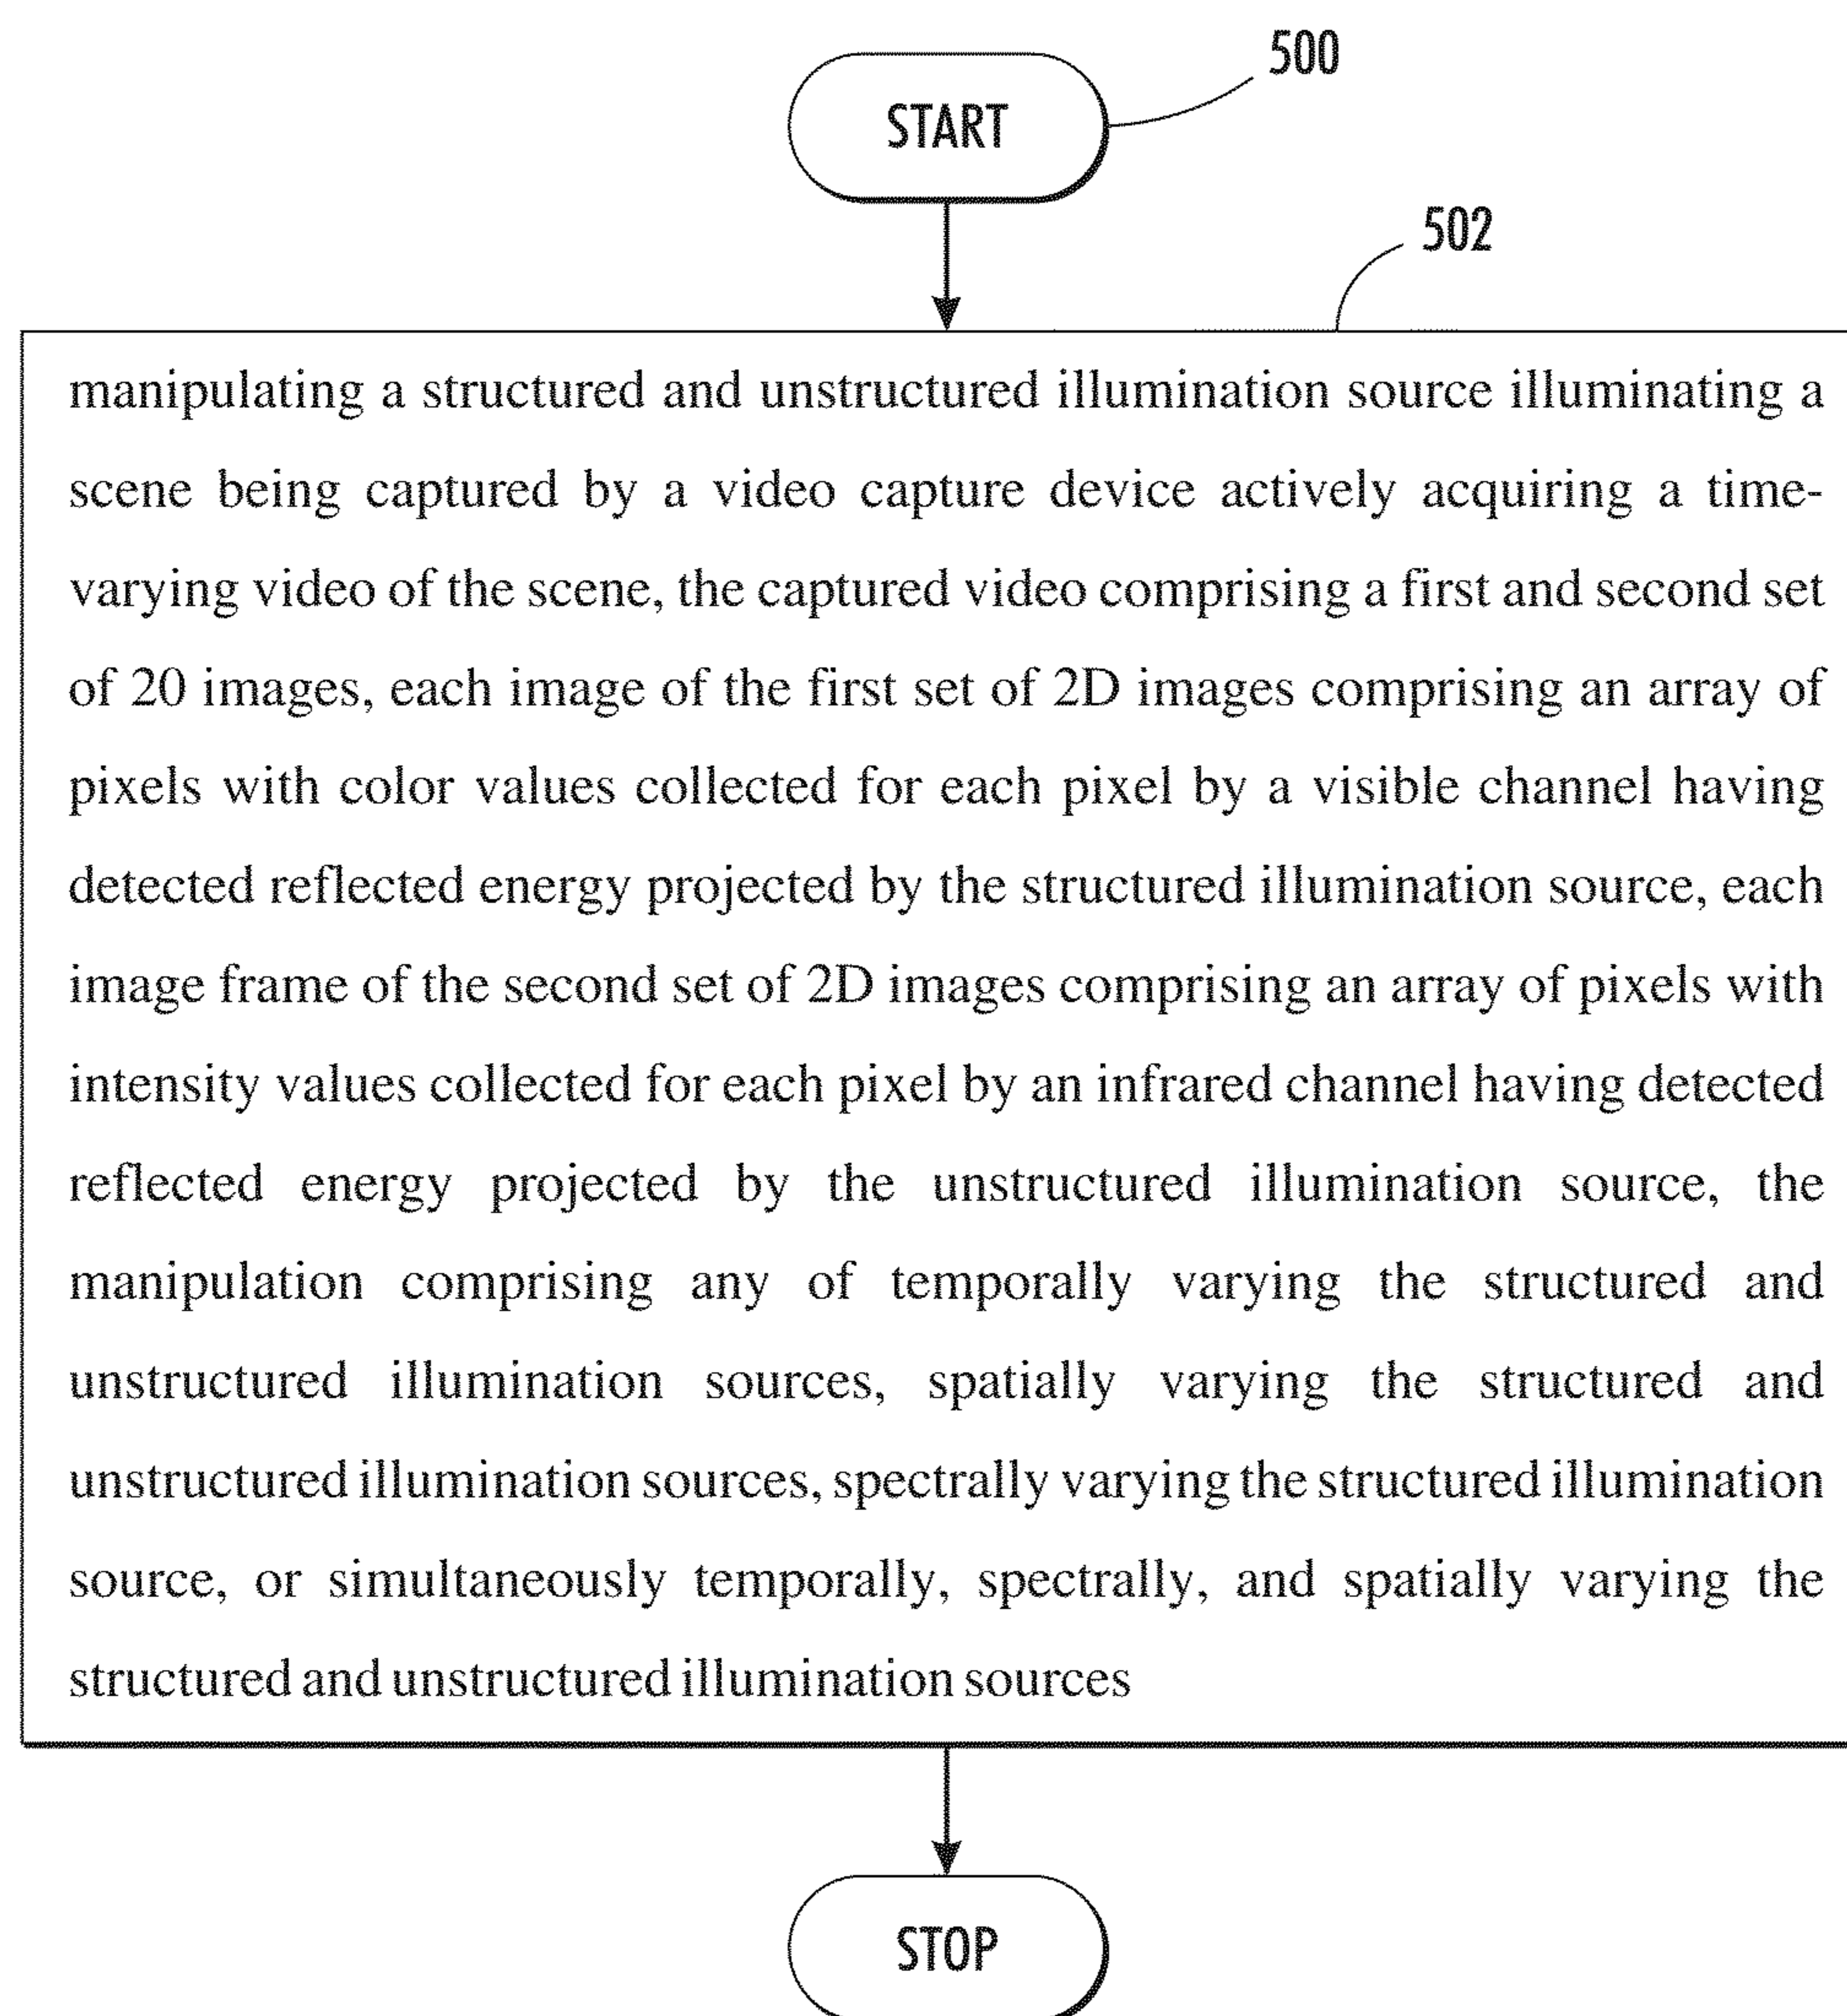 500
START
502
manipulating a structured and unstructured illumination source illuminating a
scene being captured by a video capture device actively acquiring a time-
varying video of the scene, the captured video comprising a first and second set
of 20 images, each image of the first set of 2D images comprising an array of
pixels with color values collected for each pixel by a visible channel having
detected reflected energy projected by the structured illumination source, each
image frame of the second set of 2D images comprising an array of pixels with
intensity values collected for each pixel by an infrared channel having detected
reflected energy projected by the unstructured illumination source, the
manipulation comprising any of temporally varying the structured and
unstructured illumination sources, spatially varying the structured and
unstructured illumination sources, spectrally varying the structured illumination
source, or simultaneously temporally, spectrally, and spatially varying the
structured and unstructured illumination sources
STOP